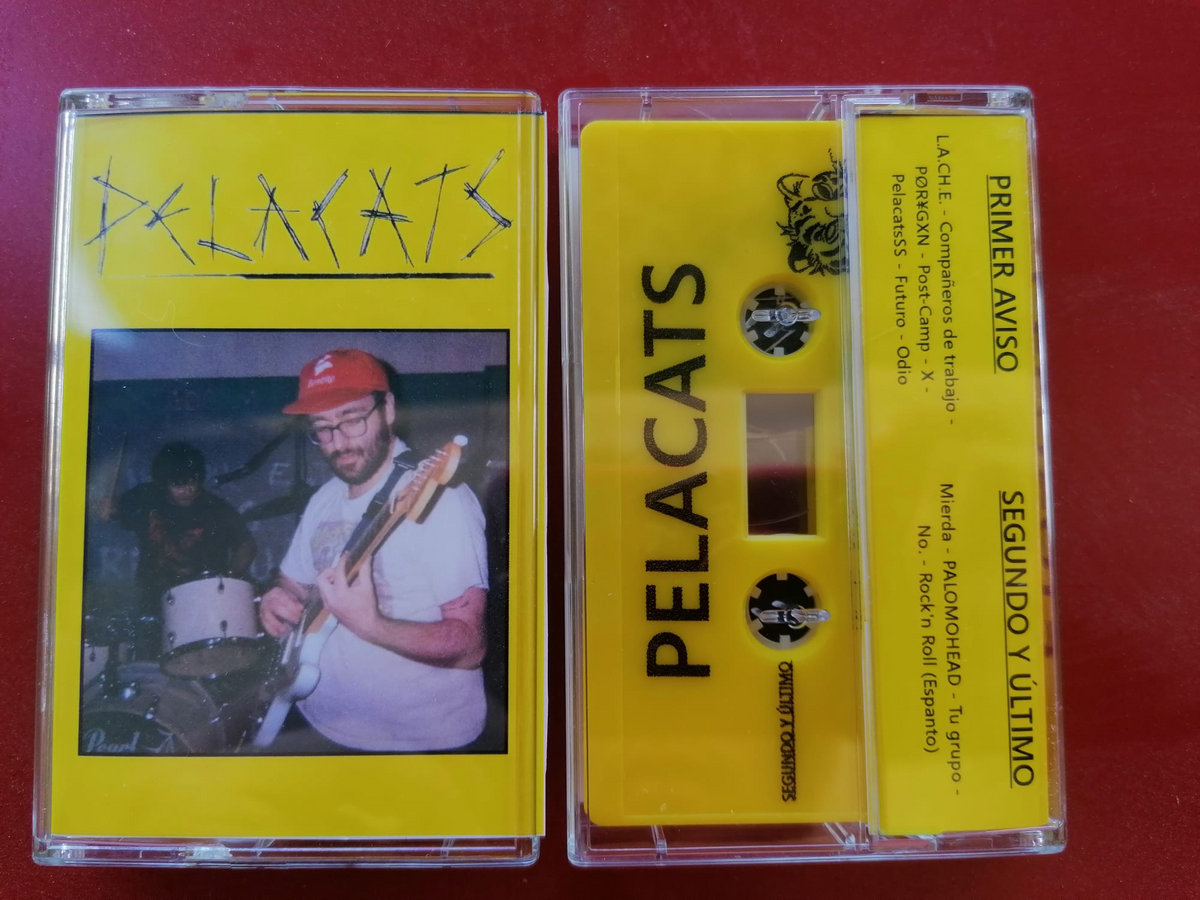 PELACATS
Pearl
PELACATS
SEGUNDO Y ÚLTIMO
PRIMER AVISO
L.A.CH.E. - Compañeros de trabajo -
PØR¥GXN - Post-Camp - X -
PelacatsSS - Futuro - Odio
SEGUNDO Y ÚLTIMO
Mierda - PALOMOHEAD - Tu grupo -
No. - Rock'n Roll (Espanto)